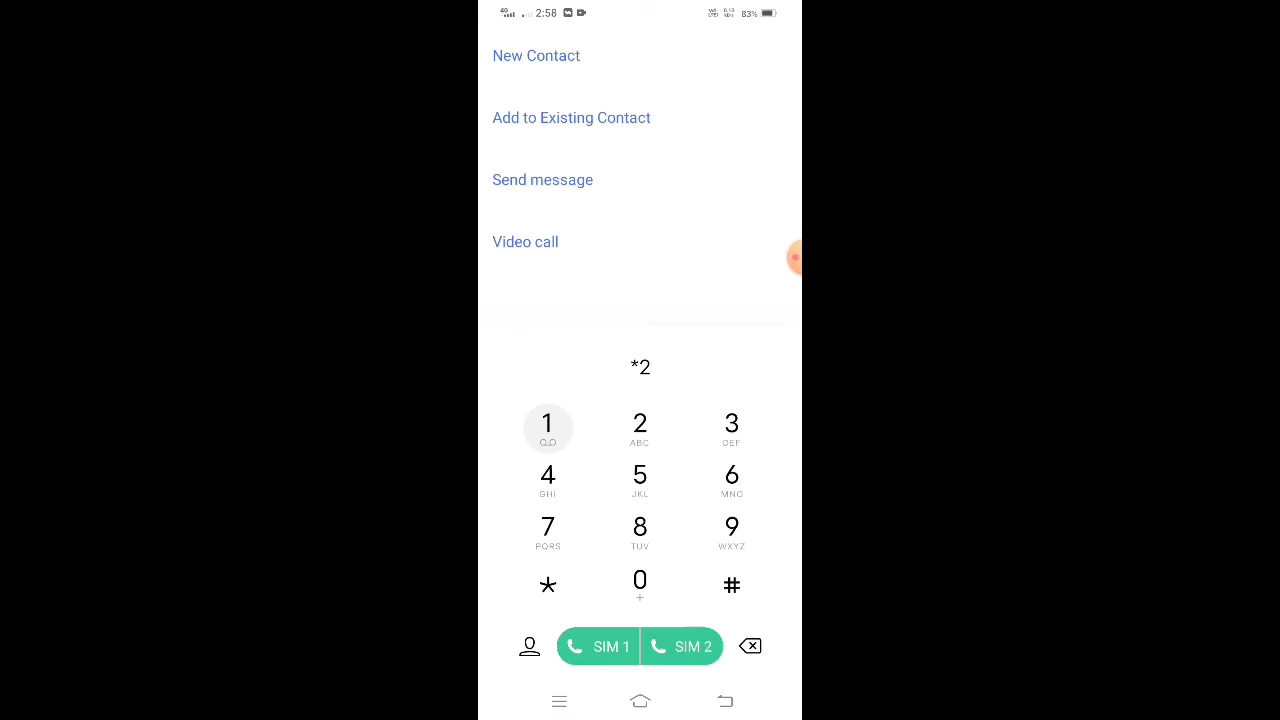 4G 2:58 83%
New Contact
Add to Existing Contact
Send message
Video call
*2
1 2 3
ABC DEF
4 5 6
GHI JKL MNO
7 8 9
PQRS TUV WXYZ
* 0 #
+
SIM 1 SIM 2